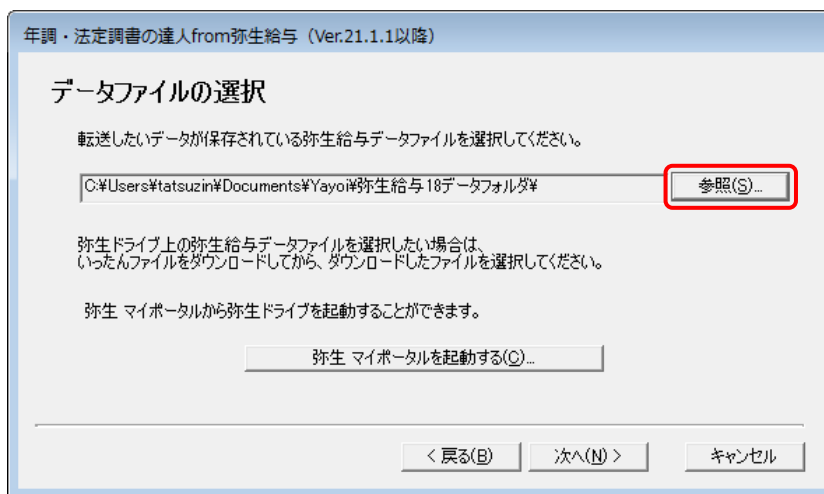 年調・法定調書の達人from弥生給与（Ver.21.1.1以降）
データファイルの選択
転送したいデータが保存されている弥生給与データファイルを選択してください。
C:¥Users¥tatsuzin¥Documents¥Yayoi¥弥生給与18データフォルダ¥
参照(S)...
弥生ドライブ上の弥生給与データファイルを選択したい場合は、
いったんファイルをダウンロードしてから、ダウンロードしたファイルを選択してください。
弥生 マイポータルから弥生ドライブを起動することができます。
弥生 マイポータルを起動する(C)...
< 戻る(B)
次へ(N) >
キャンセル